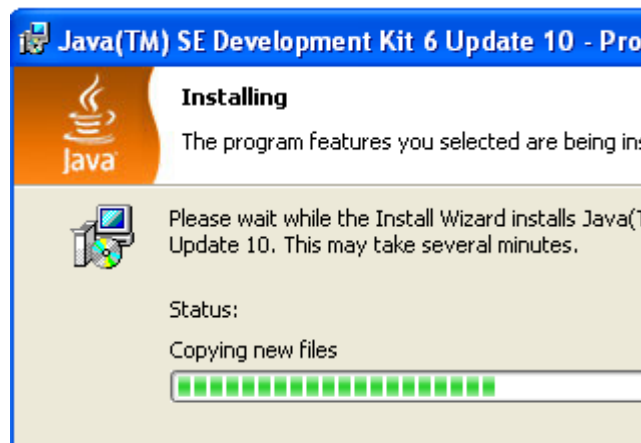 Java(TM) SE Development Kit 6 Update 10 - Pro
Java
Installing
The program features you selected are being ins
Please wait while the Install Wizard installs Java(T
Update 10. This may take several minutes.
Status:
Copying new files